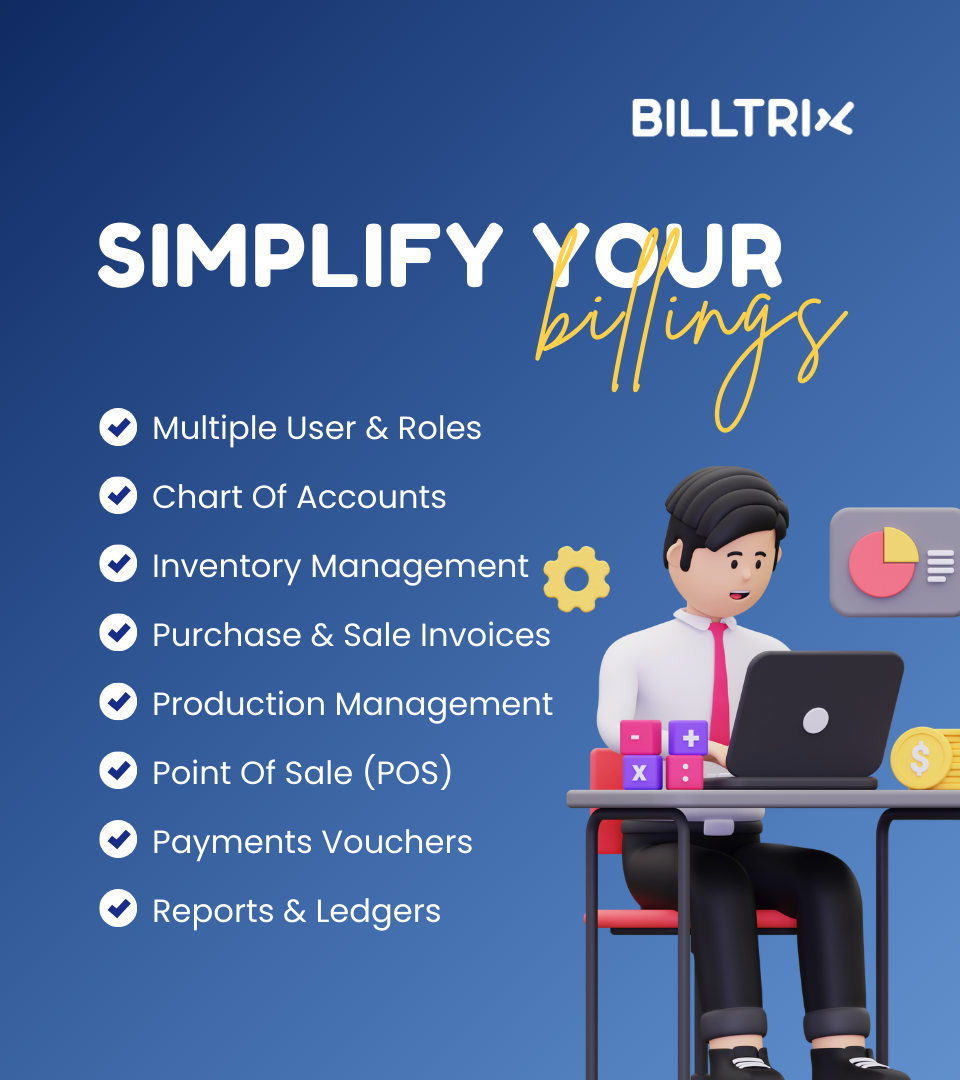 BILLTRIX
SIMPLIFY YOUR
billings
Multiple User & Roles
Chart Of Accounts
Inventory Management
Purchase & Sale Invoices
Production Management
Point Of Sale (POS)
Payments Vouchers
Reports & Ledgers
- +
x :
$